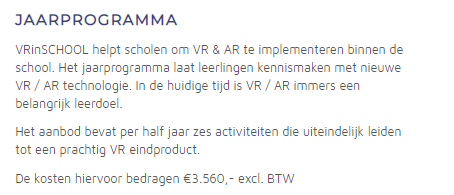 JAARPROGRAMMA
VRinSCHOOL helpt scholen om VR & AR te implementeren binnen de
school. Het jaarprogramma laat leerlingen kennismaken met nieuwe
VR / AR technologie. In de huidige tijd is VR / AR immers een
belangrijk leerdoel.
Het aanbod bevat per half jaar zes activiteiten die uiteindelijk leiden
tot een prachtig VR eindproduct.
De kosten hiervoor bedragen €3.560,- excl. BTW